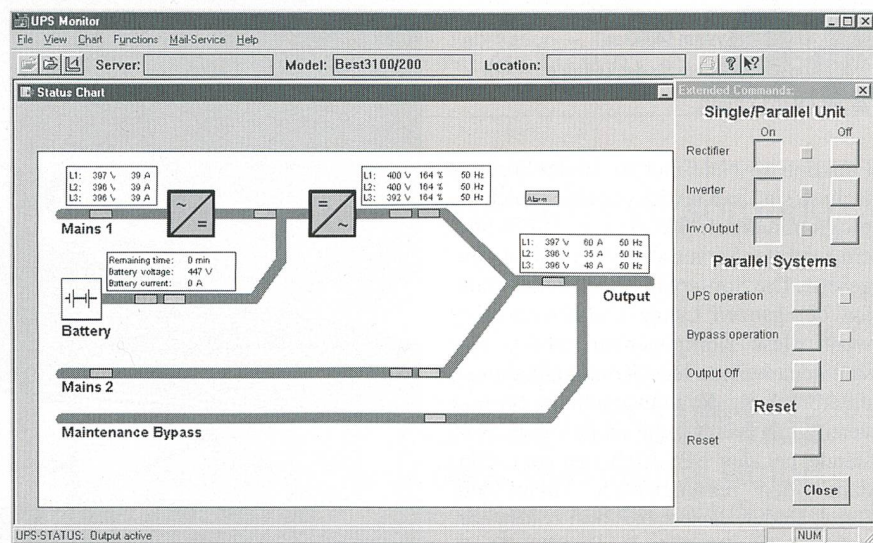 UPS Monitor
File View Chart Functions Mail-Service Help
Server: Model: Best3100/200 Location:
Status Chart
L1: 397 V 39 A
L2: 396 V 39 A
L3: 396 V 39 A
Mains 1
L1: 400 V 164 % 50 Hz
L2: 400 V 164 % 50 Hz
L3: 392 V 164 % 50 Hz
Alarm
Remaining time: 0 min
Battery voltage: 447 V
Battery current: 0 A
Battery
L1: 397 V 60 A 50 Hz
L2: 396 V 35 A 50 Hz
L3: 396 V 48 A 50 Hz
Output
Mains 2
Maintenance Bypass
Extended Commands:
Single/Parallel Unit
On Off
Rectifier
Inverter
Inv.Output
Parallel Systems
UPS operation
Bypass operation
Output Off
Reset
Reset
Close
UPS-STATUS: Output active
NUM